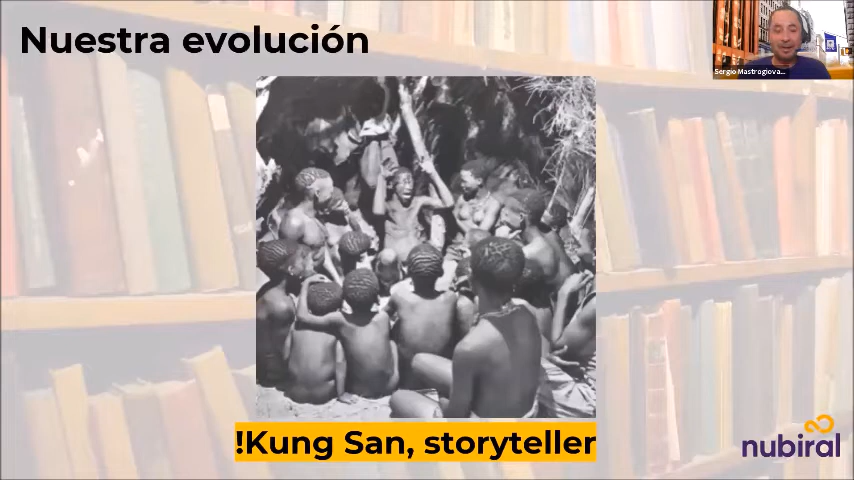 Nuestra evolución
Sergio Mastrogiova...
!Kung San, storyteller
nubiral